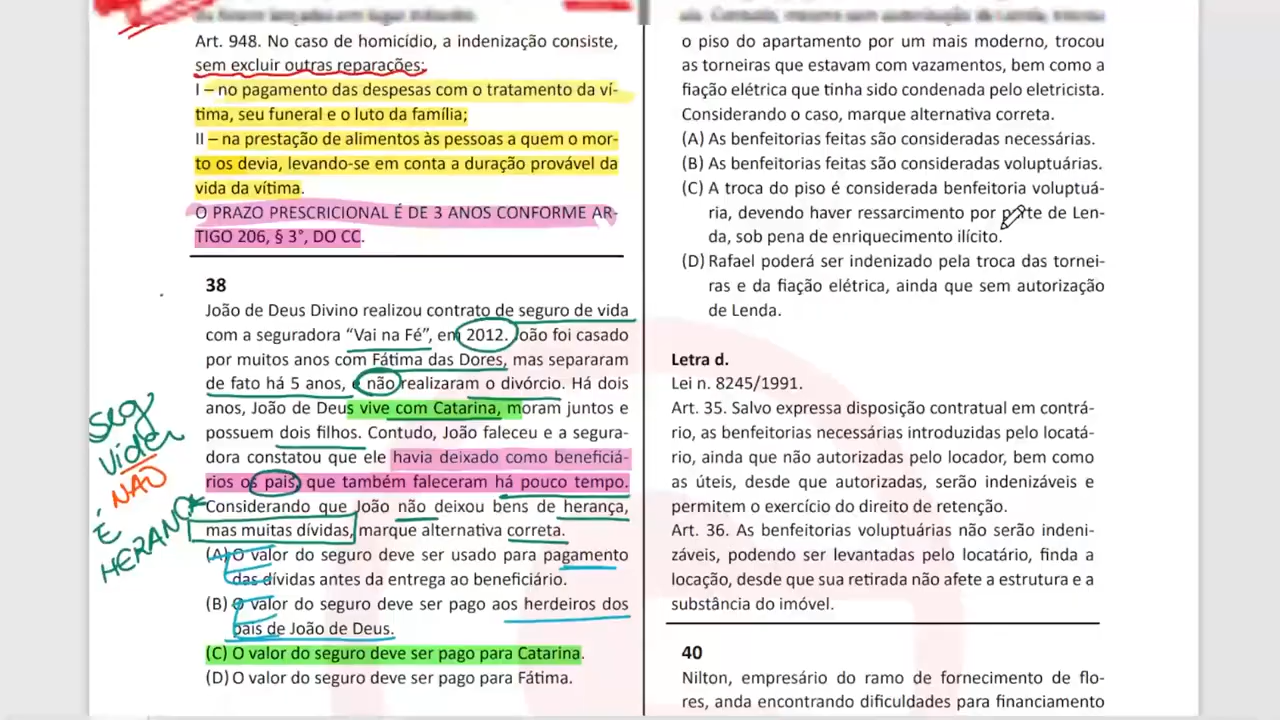 Art. 948. No caso de homicídio, a indenização consiste,
sem excluir outras reparações:
I – no pagamento das despesas com o tratamento da ví-
tima, seu funeral e o luto da família;
II – na prestação de alimentos às pessoas a quem o mor-
to os devia, levando-se em conta a duração provável da
vida da vítima.
O PRAZO PRESCRICIONAL É DE 3 ANOS CONFORME AR-
TIGO 206, § 3°, DO CC.
38
João de Deus Divino realizou contrato de seguro de vida
com a seguradora “Vai na Fé”, em 2012. João foi casado
por muitos anos com Fátima das Dores, mas separaram
de fato há 5 anos, e não realizaram o divórcio. Há dois
anos, João de Deus vive com Catarina, moram juntos e
possuem dois filhos. Contudo, João faleceu e a segura-
dora constatou que ele havia deixado como beneficiá-
rios os pais, que também faleceram há pouco tempo.
Considerando que João não deixou bens de herança,
mas muitas dívidas, marque alternativa correta.
(A) O valor do seguro deve ser usado para pagamento
das dívidas antes da entrega ao beneficiário.
(B) O valor do seguro deve ser pago aos herdeiros dos
pais de João de Deus.
(C) O valor do seguro deve ser pago para Catarina.
(D) O valor do seguro deve ser pago para Fátima.
SEG
VIDA
NÃO
É
HERANÇA
o piso do apartamento por um mais moderno, trocou
as torneiras que estavam com vazamentos, bem como a
fiação elétrica que tinha sido condenada pelo eletricista.
Considerando o caso, marque alternativa correta.
(A) As benfeitorias feitas são consideradas necessárias.
(B) As benfeitorias feitas são consideradas voluptuárias.
(C) A troca do piso é considerada benfeitoria voluptuá-
ria, devendo haver ressarcimento por parte de Len-
da, sob pena de enriquecimento ilícito.
(D) Rafael poderá ser indenizado pela troca das tornei-
ras e da fiação elétrica, ainda que sem autorização
de Lenda.
Letra d.
Lei n. 8245/1991.
Art. 35. Salvo expressa disposição contratual em contrá-
rio, as benfeitorias necessárias introduzidas pelo locatá-
rio, ainda que não autorizadas pelo locador, bem como
as úteis, desde que autorizadas, serão indenizáveis e
permitem o exercício do direito de retenção.
Art. 36. As benfeitorias voluptuárias não serão indeni-
záveis, podendo ser levantadas pelo locatário, finda a
locação, desde que sua retirada não afete a estrutura e a
substância do imóvel.
40
Nilton, empresário do ramo de fornecimento de flo-
res, anda encontrando dificuldades para financiamento